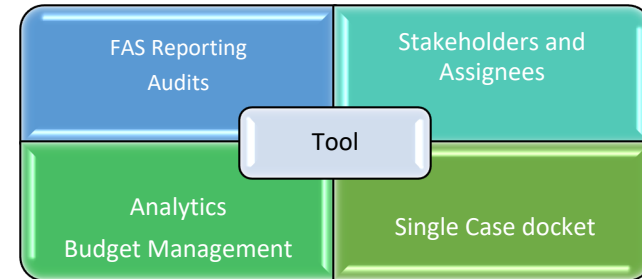 FAS Reporting
Audits
Stakeholders and
Assignees
Tool
Analytics
Budget Management
Single Case docket